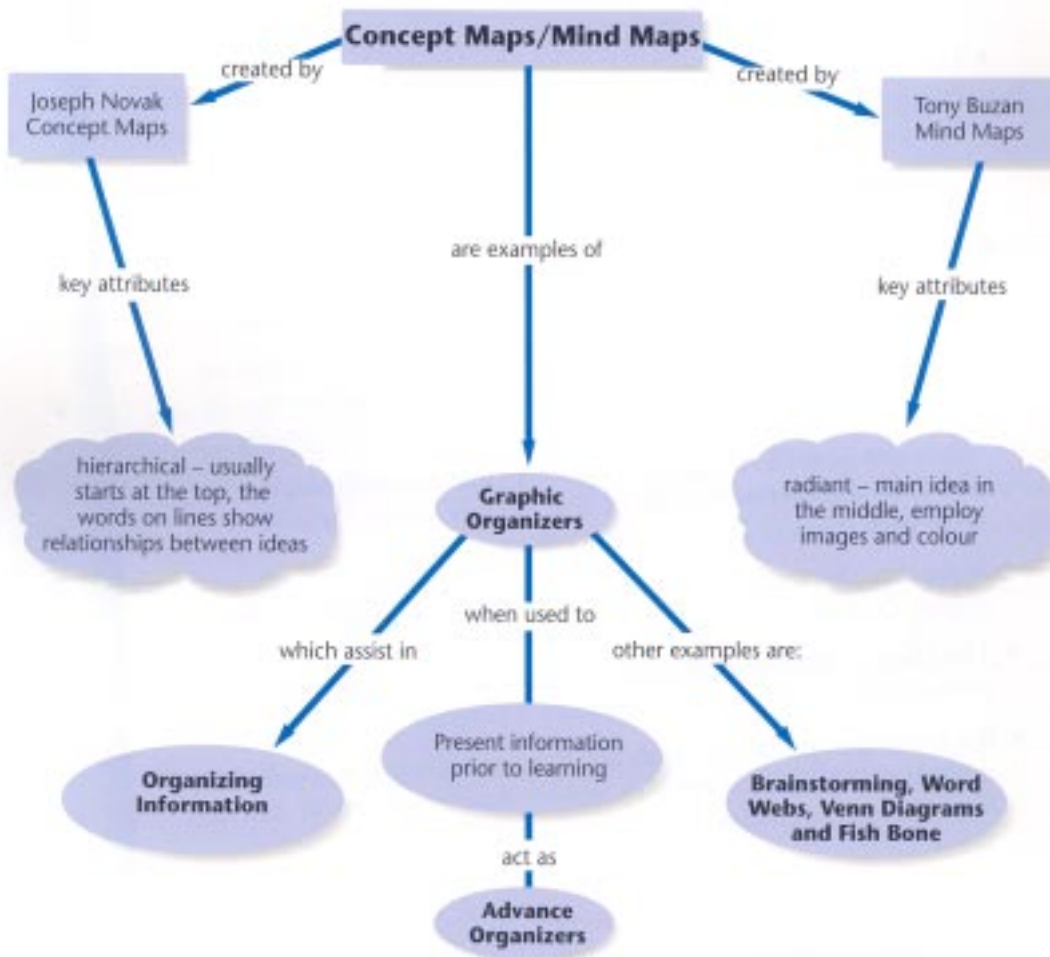 Concept Maps/Mind Maps
created by
created by
Joseph Novak
Concept Maps
Tony Buzan
Mind Maps
are examples of
key attributes
key attributes
hierarchical – usually
starts at the top, the
words on lines show
relationships between ideas
Graphic
Organizers
radiant – main idea in
the middle, employ
images and colour
which assist in
when used to
other examples are:
Organizing
Information
Present information
prior to learning
Brainstorming, Word
Webs, Venn Diagrams
and Fish Bone
act as
Advance
Organizers